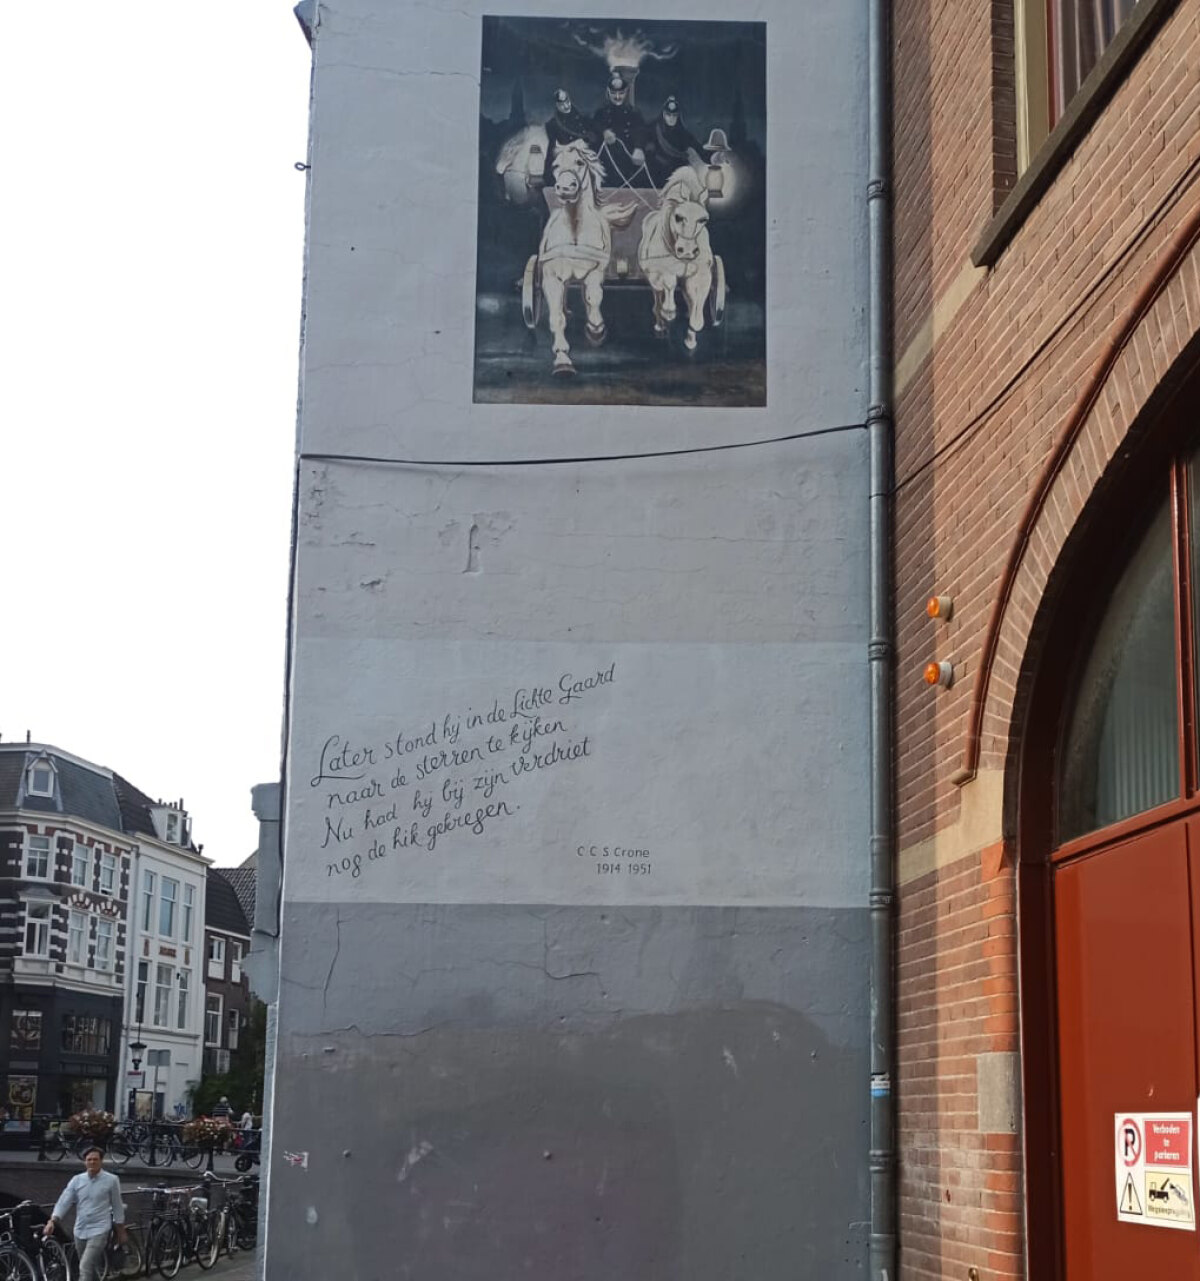 Later stond hij in de Lichte Gaard
naar de sterren te kijken
Nu had hij bij zijn verdriet
nog de hik gekregen.
C C S Crone
1914 1951
Verboden
te
parkeren
Wegsleepregeling